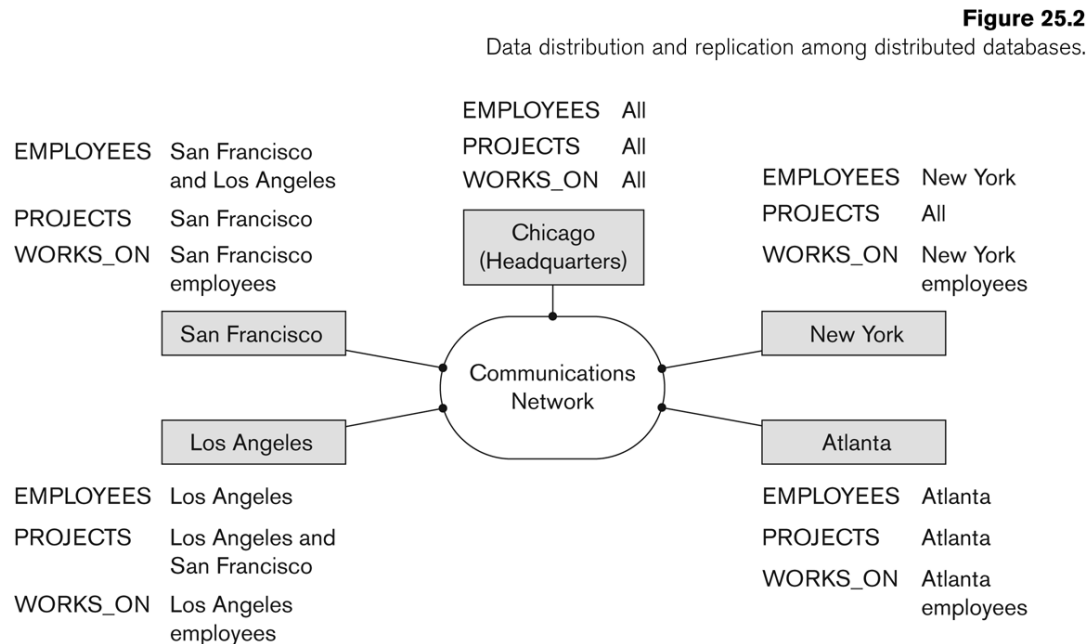 Figure 25.2
Data distribution and replication among distributed databases.
EMPLOYEES All
PROJECTS All
WORKS_ON All
Chicago
(Headquarters)
EMPLOYEES San Francisco
and Los Angeles
PROJECTS San Francisco
WORKS_ON San Francisco
employees
San Francisco
EMPLOYEES New York
PROJECTS All
WORKS_ON New York
employees
New York
Communications
Network
Los Angeles
EMPLOYEES Los Angeles
PROJECTS Los Angeles and
San Francisco
WORKS_ON Los Angeles
employees
Atlanta
EMPLOYEES Atlanta
PROJECTS Atlanta
WORKS_ON Atlanta
employees